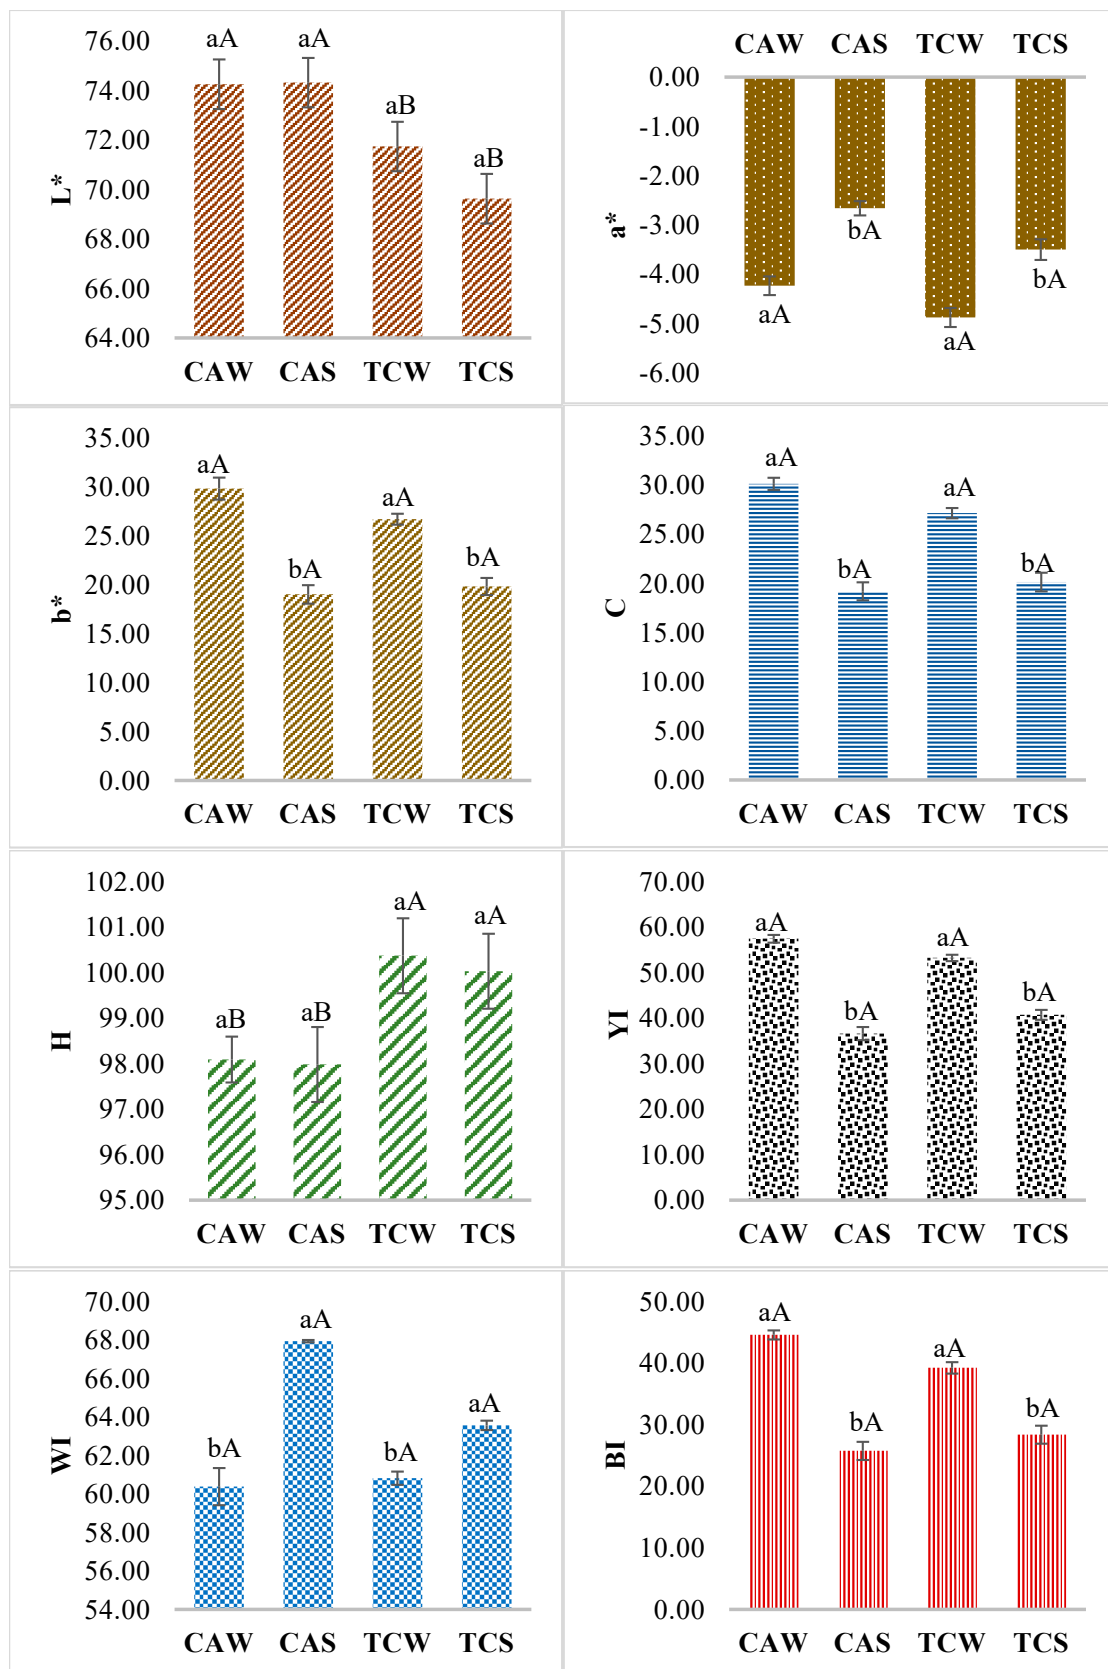 L*
76.00
74.00
72.00
70.00
68.00
66.00
64.00
aA
aA
aB
aB
CAW CAS TCW TCS
CAW CAS TCW TCS
a*
0.00
-1.00
-2.00
-3.00
-4.00
-5.00
-6.00
aA
bA
aA
bA
b*
35.00
30.00
25.00
20.00
15.00
10.00
5.00
0.00
aA
bA
aA
bA
CAW CAS TCW TCS
C
35.00
30.00
25.00
20.00
15.00
10.00
5.00
0.00
aA
bA
aA
bA
CAW CAS TCW TCS
H
102.00
101.00
100.00
99.00
98.00
97.00
96.00
95.00
aB
aB
aA
aA
CAW CAS TCW TCS
YI
70.00
60.00
50.00
40.00
30.00
20.00
10.00
0.00
aA
bA
aA
bA
CAW CAS TCW TCS
WI
70.00
68.00
66.00
64.00
62.00
60.00
58.00
56.00
54.00
bA
aA
bA
aA
CAW CAS TCW TCS
BI
50.00
40.00
30.00
20.00
10.00
0.00
aA
bA
aA
bA
CAW CAS TCW TCS